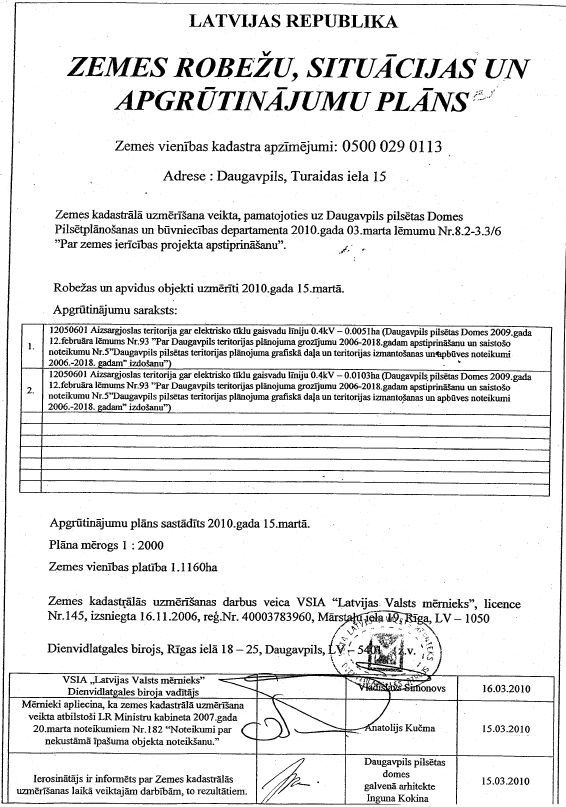 LATVIJAS REPUBLIKA
ZEMES ROBEŽU, SITUĀCIJAS UN
APGRŪTINĀJUMU PLĀNS
Zemes vienības kadastra apzīmējumi: 0500 029 0113
Adrese : Daugavpils, Turaidas iela 15
Zemes kadastrālā uzmērīšana veikta, pamatojoties uz Daugavpils pilsētas Domes
Pilsētplānošanas un būvniecības departamenta 2010.gada 03.marta lēmumu Nr.8.2-3.3/6
"Par zemes ierīcības projekta apstiprināšanu".
Robežas un apvidus objekti uzmērīti 2010.gada 15.martā.
Apgrūtinājumu saraksts:
1. 12050601 Aizsargjoslas teritorija gar elektrisko tīklu gaisvadu līniju 0.4kV – 0.0051ha (Daugavpils pilsētas Domes 2009.gada
12.februāra lēmums Nr.93 "Par Daugavpils teritorijas plānojuma grozījumu 2006-2018.gadam apstiprināšanu un saistošo
noteikumu Nr.5"Daugavpils pilsētas teritorijas plānojuma grafiskā daļa un teritorijas izmantošanas un apbūves noteikumi
2006.-2018. gadam" izdošanu")
2. 12050601 Aizsargjoslas teritorija gar elektrisko tīklu gaisvadu līniju 0.4kV – 0.0103ha (Daugavpils pilsētas Domes 2009.gada
12.februāra lēmums Nr.93 "Par Daugavpils teritorijas plānojuma grozījumu 2006-2018.gadam apstiprināšanu un saistošo
noteikumu Nr.5"Daugavpils pilsētas teritorijas plānojuma grafiskā daļa un teritorijas izmantošanas un apbūves noteikumi
2006.-2018. gadam" izdošanu")
Apgrūtinājumu plāns sastādīts 2010.gada 15.martā.
Plāna mērogs 1 : 2000
Zemes vienības platība 1.1160ha
Zemes kadastrālās uzmērīšanas darbus veica VSIA "Latvijas Valsts mērnieks", licence
Nr.145, izsniegta 16.11.2006, reģ.Nr. 40003783960, Mārstaļu iela 19, Rīga, LV – 1050
Dienvidlatgales birojs, Rīgas ielā 18 – 25, Daugavpils, LV – 5401 z.v.
VSIA „Latvijas Valsts mērnieks"
Dienvidlatgales biroja vadītājs
Vladislavs Simonovs
16.03.2010
Mērnieki apliecina, ka zemes kadastrālā uzmērīšana
veikta atbilstoši LR Ministru kabineta 2007.gada
20.marta noteikumiem Nr.182 "Noteikumi par
nekustamā īpašuma objekta noteikšanu."
Anatolijs Kučma
15.03.2010
Ierosinātājs ir informēts par Zemes kadastrālās
uzmērīšanas laikā veiktajām darbībām, to rezultātiem.
Daugavpils pilsētas
domes
galvenā arhitekte
Inguna Kokina
15.03.2010